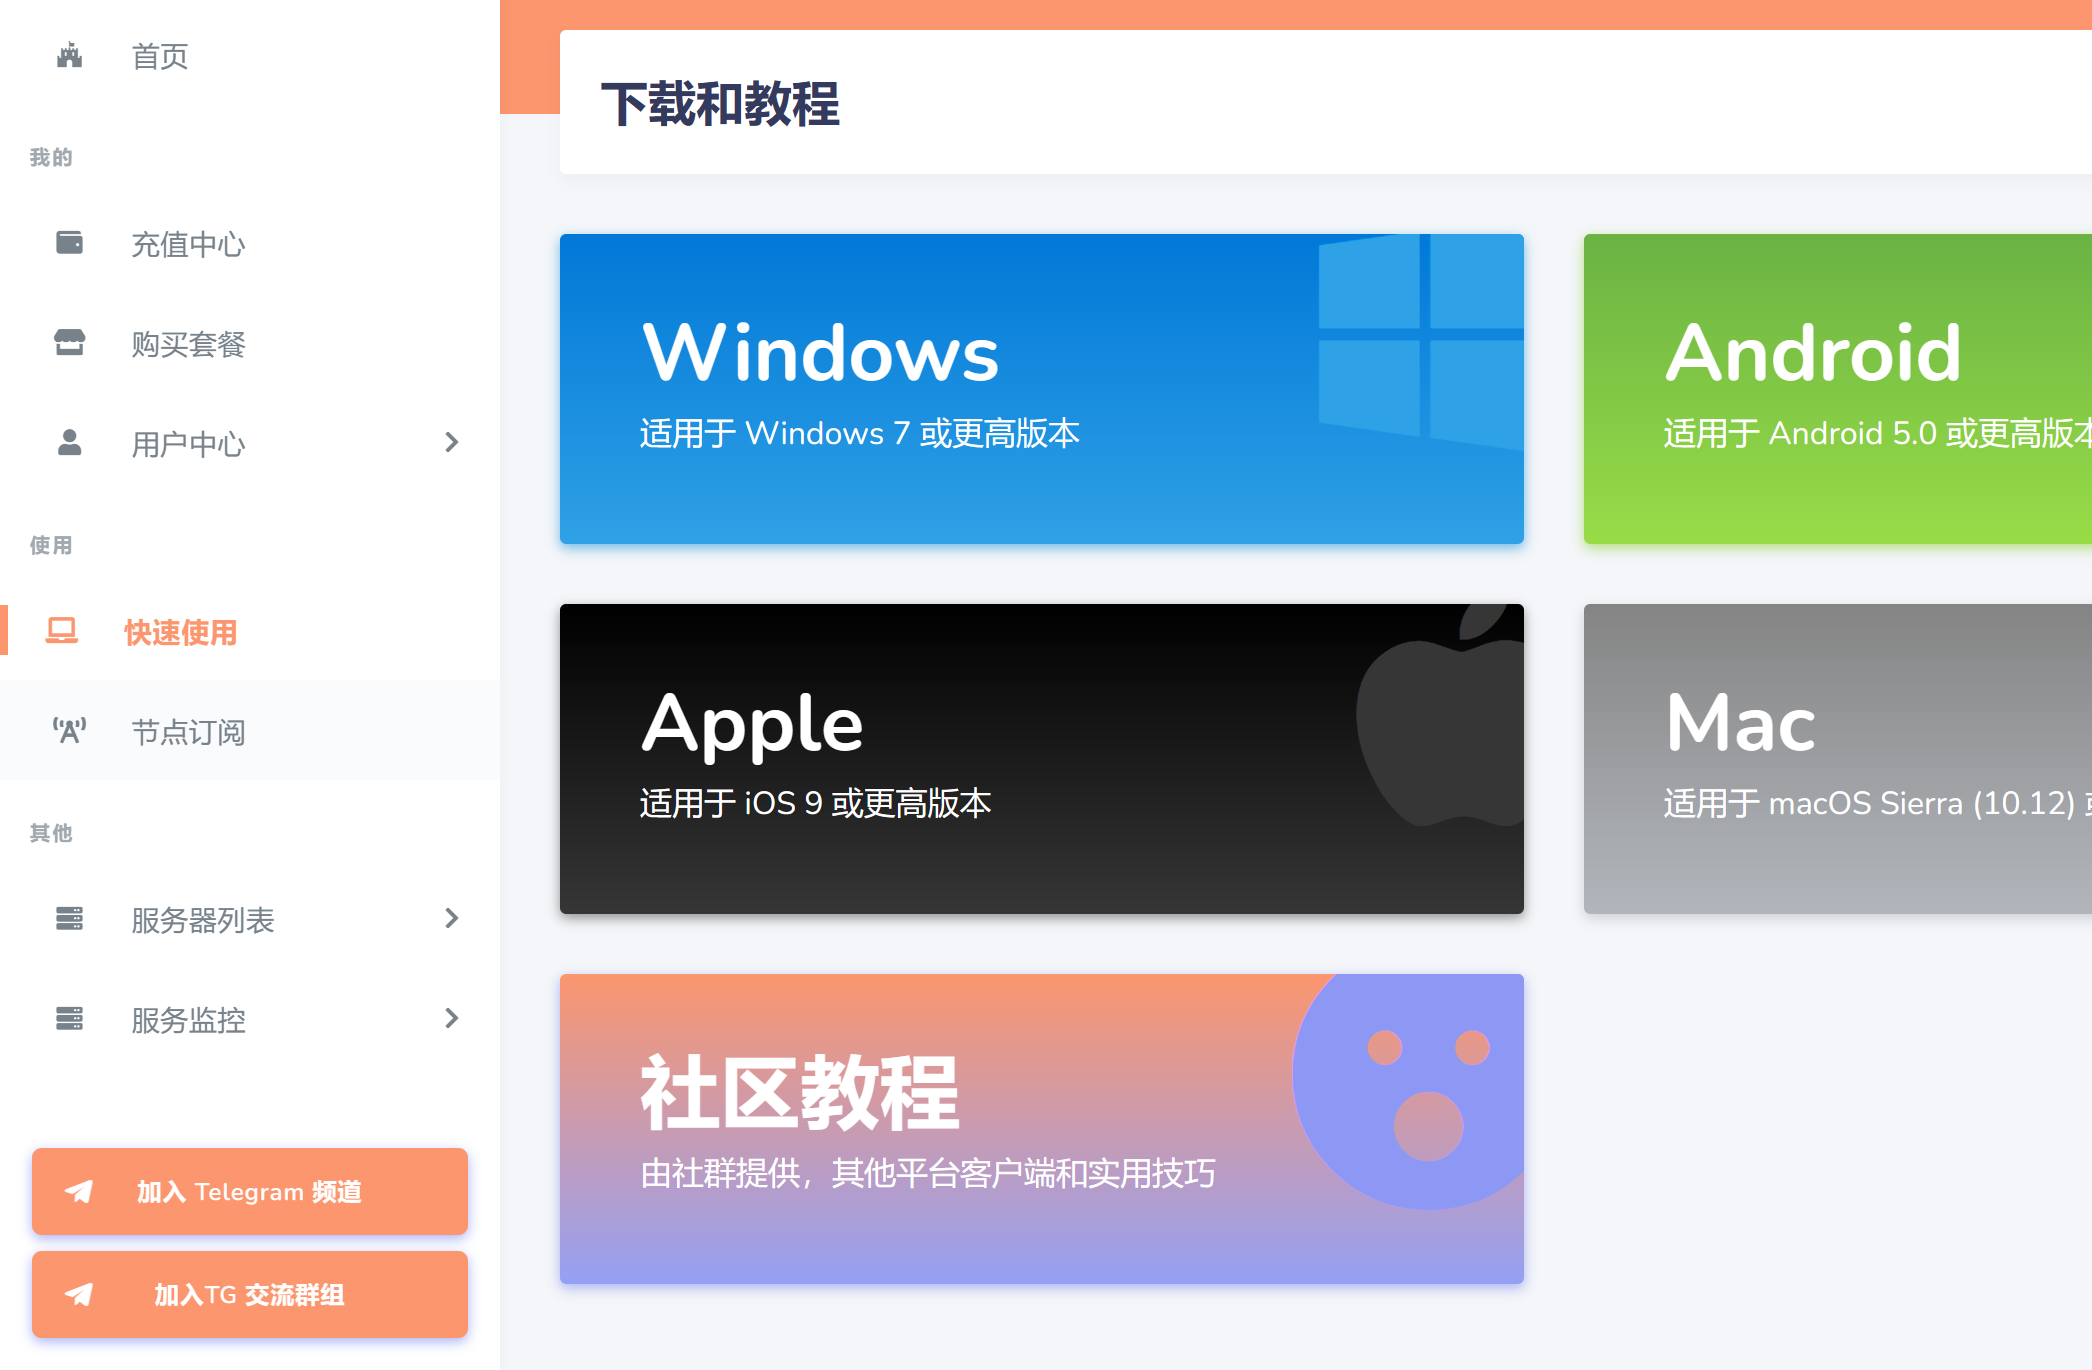 首页
我的
充值中心
购买套餐
用户中心
使用
快速使用
节点订阅
其他
服务器列表
服务监控
加入 Telegram 频道
加入TG 交流群组
下载和教程
Windows
适用于 Windows 7 或更高版本
Android
适用于 Android 5.0 或更高版本
Apple
适用于 iOS 9 或更高版本
Mac
适用于 macOS Sierra (10.12)
社区教程
由社群提供，其他平台客户端和实用技巧